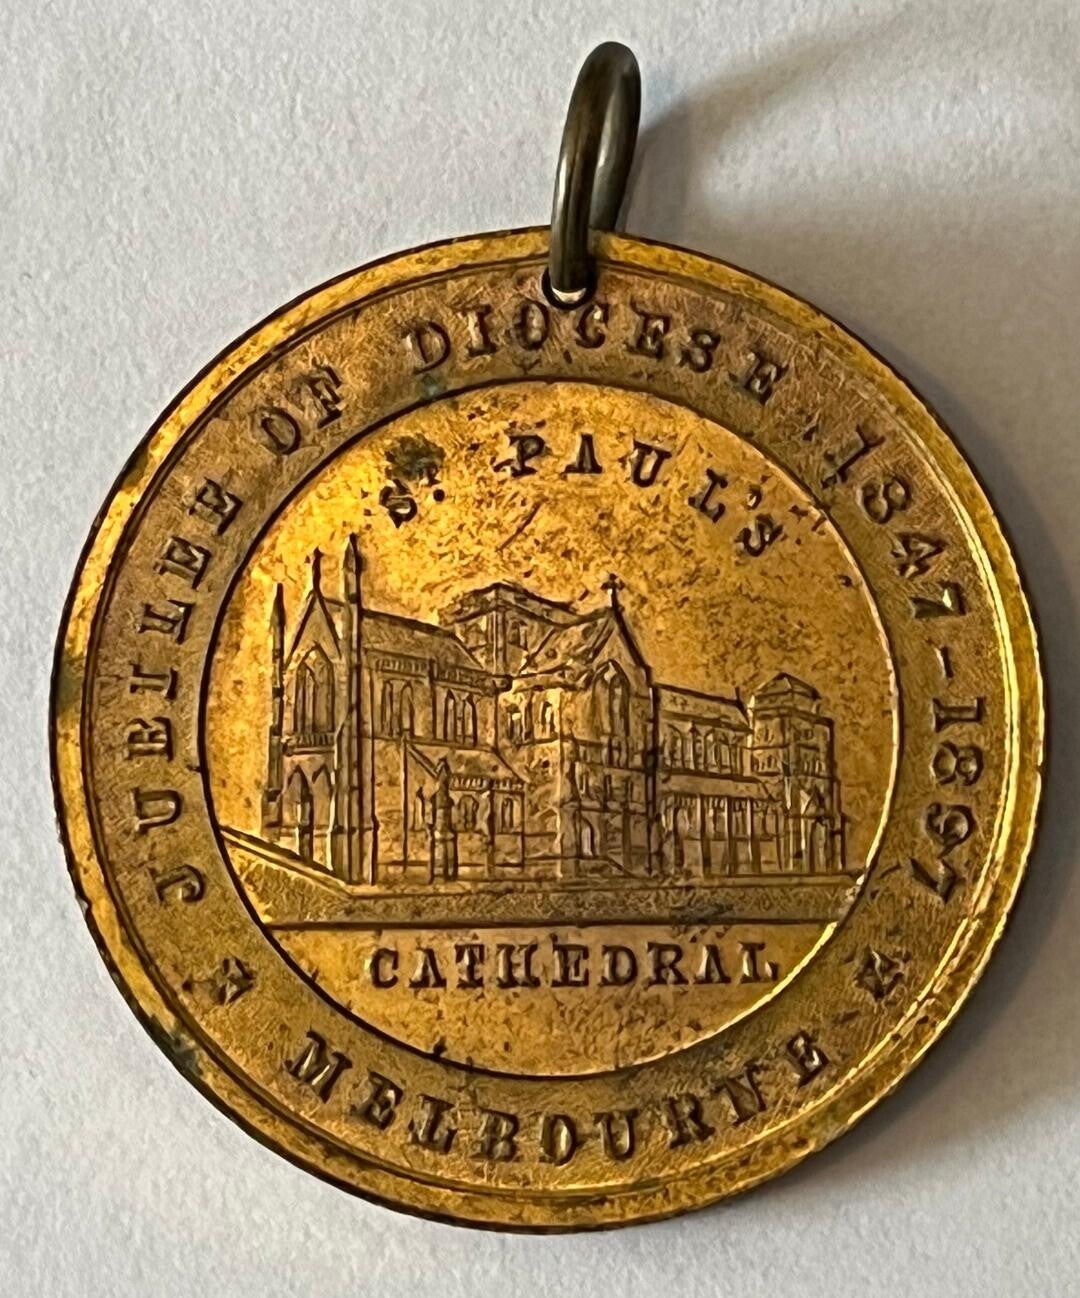 JUBILEE OF DIOCESE 1847-1897
MELBOURNE
ST. PAUL'S
CATHEDRAL